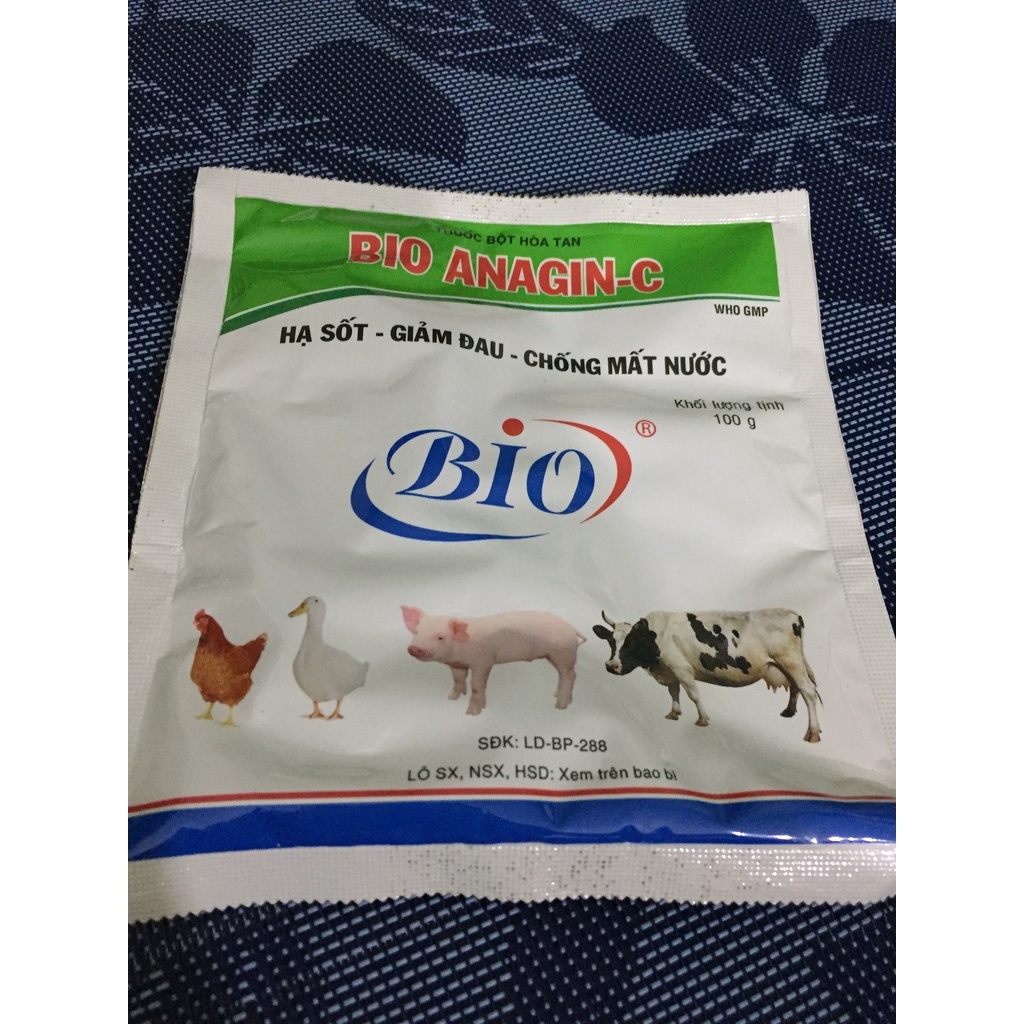 THUỐC BỘT HÒA TAN
BIO ANAGIN-C
WHO GMP
HẠ SỐT - GIẢM ĐAU - CHỐNG MẤT NƯỚC
Khối lượng tịnh
100 g
BIO ®
SĐK: LD-BP-288
LÔ SX, NSX, HSD: Xem trên bao bì